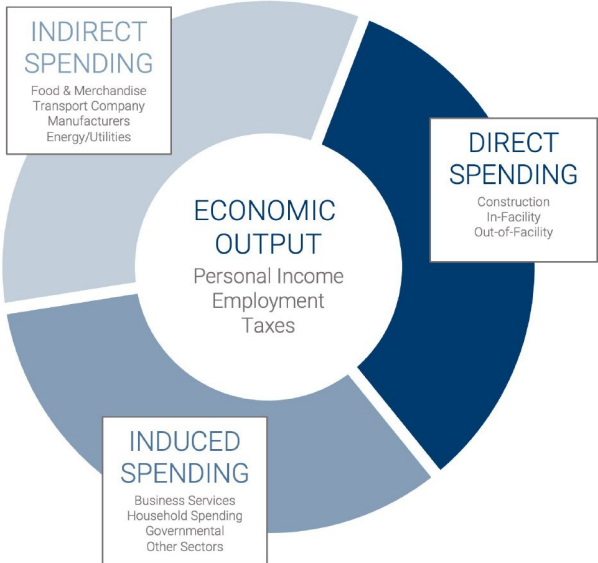 INDIRECT
SPENDING
Food & Merchandise
Transport Company
Manufacturers
Energy/Utilities
DIRECT
SPENDING
Construction
In-Facility
Out-of-Facility
ECONOMIC
OUTPUT
Personal Income
Employment
Taxes
INDUCED
SPENDING
Business Services
Household Spending
Governmental
Other Sectors